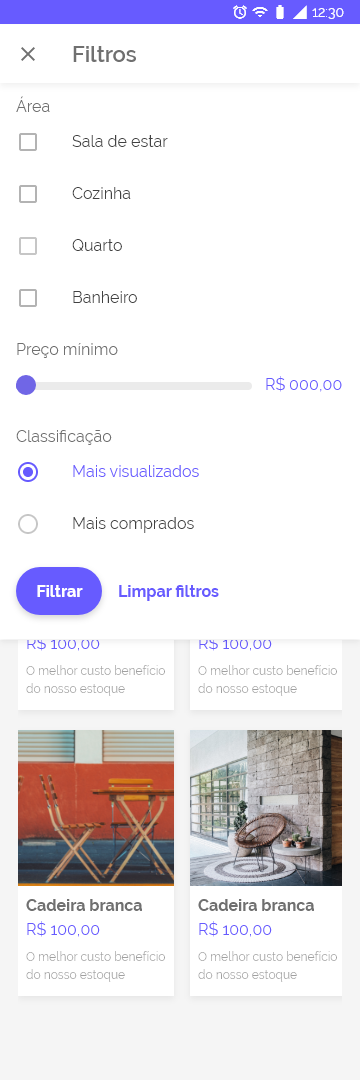 12:30
Filtros
Área
Sala de estar
Cozinha
Quarto
Banheiro
Preço mínimo
R$ 000,00
Classificação
Mais visualizados
Mais comprados
Filtrar Limpar filtros
R$ 100,00 R$ 100,00
O melhor custo benefício O melhor custo benefício
do nosso estoque do nosso estoque
Cadeira branca Cadeira branca
R$ 100,00 R$ 100,00
O melhor custo benefício O melhor custo benefício
do nosso estoque do nosso estoque